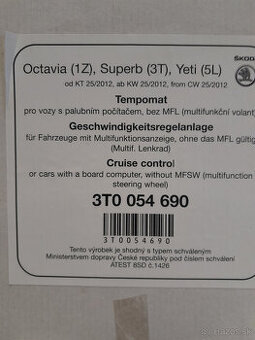 ŠKODA
Octavia (1Z), Superb (3T), Yeti (5L)
od KT 25/2012, ab KW 25/2012, from CW 25/2012
Tempomat
pro vozy s palubním počítačem, bez MFL (multifunkční volant)
Geschwindigkeitsregelanlage
für Fahrzeuge mit Multifunktionsanzeige, ohne das MFL gültig
(Multif. Lenkrad)
Cruise control
or cars with a board computer, without MFSW (multifunction
steering wheel)
3T0 054 690
3T0054690
Tento výrobek je shodný s typem schváleným
Ministerstvem dopravy České republiky pod číslem schválení
ATEST 8SD č.1426